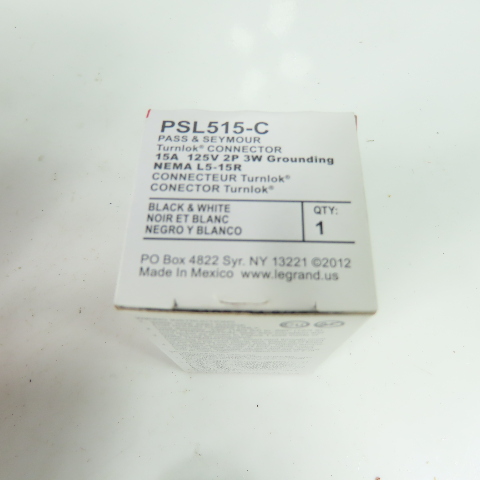 PSL515-C
PASS & SEYMOUR
Turnlok® CONNECTOR
15A 125V 2P 3W Grounding
NEMA L5-15R
CONNECTEUR Turnlok®
CONECTOR Turnlok®
BLACK & WHITE
NOIR ET BLANC
NEGRO Y BLANCO
QTY:
1
PO Box 4822 Syr. NY 13221 ©2012
Made In Mexico www.legrand.us